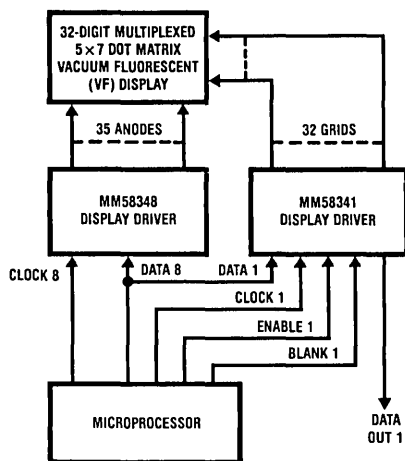 32-DIGIT MULTIPLEXED
5 × 7 DOT MATRIX
VACUUM FLUORESCENT
(VF) DISPLAY
35 ANODES
32 GRIDS
MM58348
DISPLAY DRIVER
MM58341
DISPLAY DRIVER
CLOCK 8
DATA 8
DATA 1
CLOCK 1
ENABLE 1
BLANK 1
MICROPROCESSOR
DATA
OUT 1